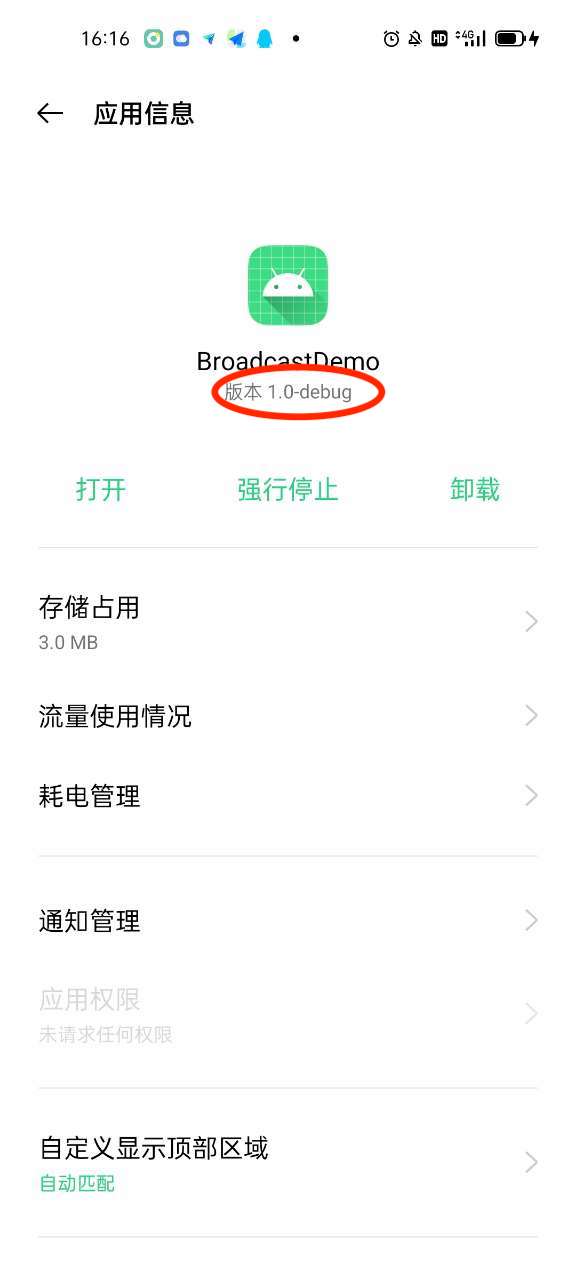 16:16 HD 4G
应用信息
BroadcastDemo
版本 1.0-debug
打开 强行停止 卸载
存储占用
3.0 MB
流量使用情况
耗电管理
通知管理
应用权限
未请求任何权限
自定义显示顶部区域
自动匹配